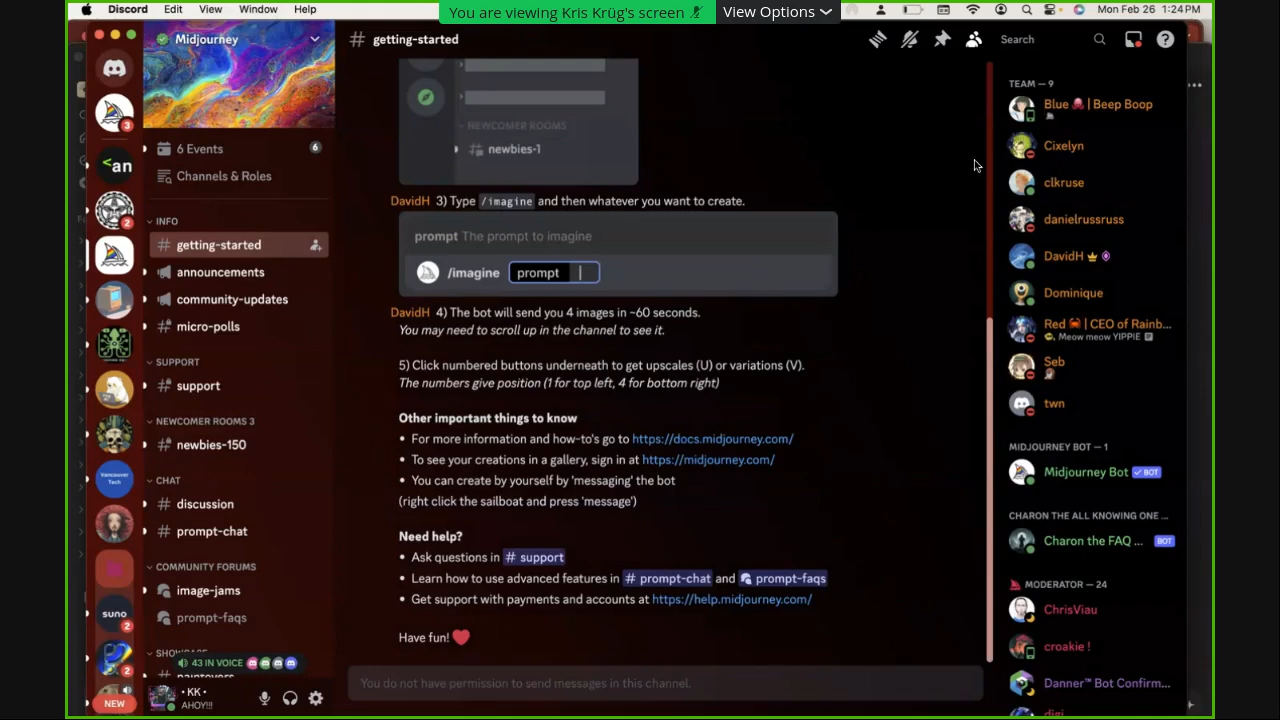 Discord Edit View Window Help
You are viewing Kris Krüg's screen
View Options
Mon Feb 26 1:24PM
Midjourney
# getting-started
Search
3
<an
2
suno
2
2
NEW
Vancouver Tech
6 Events 6
Channels & Roles
INFO
getting-started
announcements
community-updates
micro-polls
SUPPORT
support
NEWCOMER ROOMS 3
newbies-150
CHAT
discussion
prompt-chat
COMMUNITY FORUMS
image-jams
prompt-faqs
43 IN VOICE
• KK •
AHOY!!!
NEWCOMER ROOMS
newbies-1
DavidH 3) Type /imagine and then whatever you want to create.
prompt The prompt to imagine
/imagine prompt
DavidH 4) The bot will send you 4 images in ~60 seconds.
You may need to scroll up in the channel to see it.
5) Click numbered buttons underneath to get upscales (U) or variations (V).
The numbers give position (1 for top left, 4 for bottom right)
Other important things to know
• For more information and how-to's go to https://docs.midjourney.com/
• To see your creations in a gallery, sign in at https://midjourney.com/
• You can create by yourself by 'messaging' the bot
(right click the sailboat and press 'message')
Need help?
• Ask questions in # support
• Learn how to use advanced features in # prompt-chat and prompt-faqs
• Get support with payments and accounts at https://help.midjourney.com/
Have fun!
You do not have permission to send messages in this channel.
TEAM — 9
Blue | Beep Boop
Cixelyn
clkruse
danielrussruss
DavidH
Dominique
Red | CEO of Rainb...
Meow meow YIPPIE
Seb
twn
MIDJOURNEY BOT — 1
Midjourney Bot ✓ BOT
CHARON THE ALL KNOWING ONE ...
Charon the FAQ ... BOT
MODERATOR — 24
ChrisViau
croakie !
Danner™ Bot Confirm...